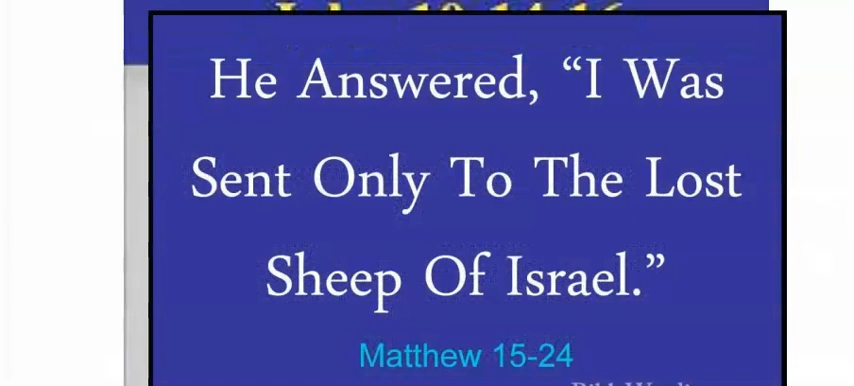 He Answered, “I Was
Sent Only To The Lost
Sheep Of Israel.”
Matthew 15-24